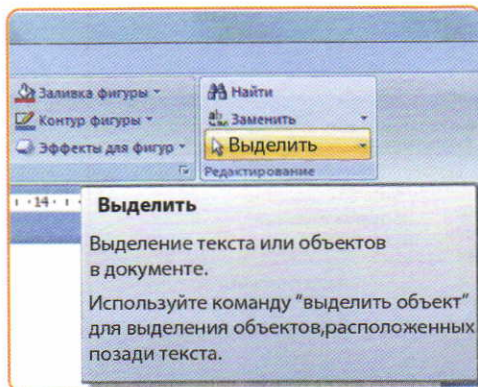 Заливка фигуры
Контур фигуры
Эффекты для фигур
Найти
Заменить
Выделить
Редактирование
14
Выделить
Выделение текста или объектов
в документе.
Используйте команду "выделить объект"
для выделения объектов,расположенных
позади текста.